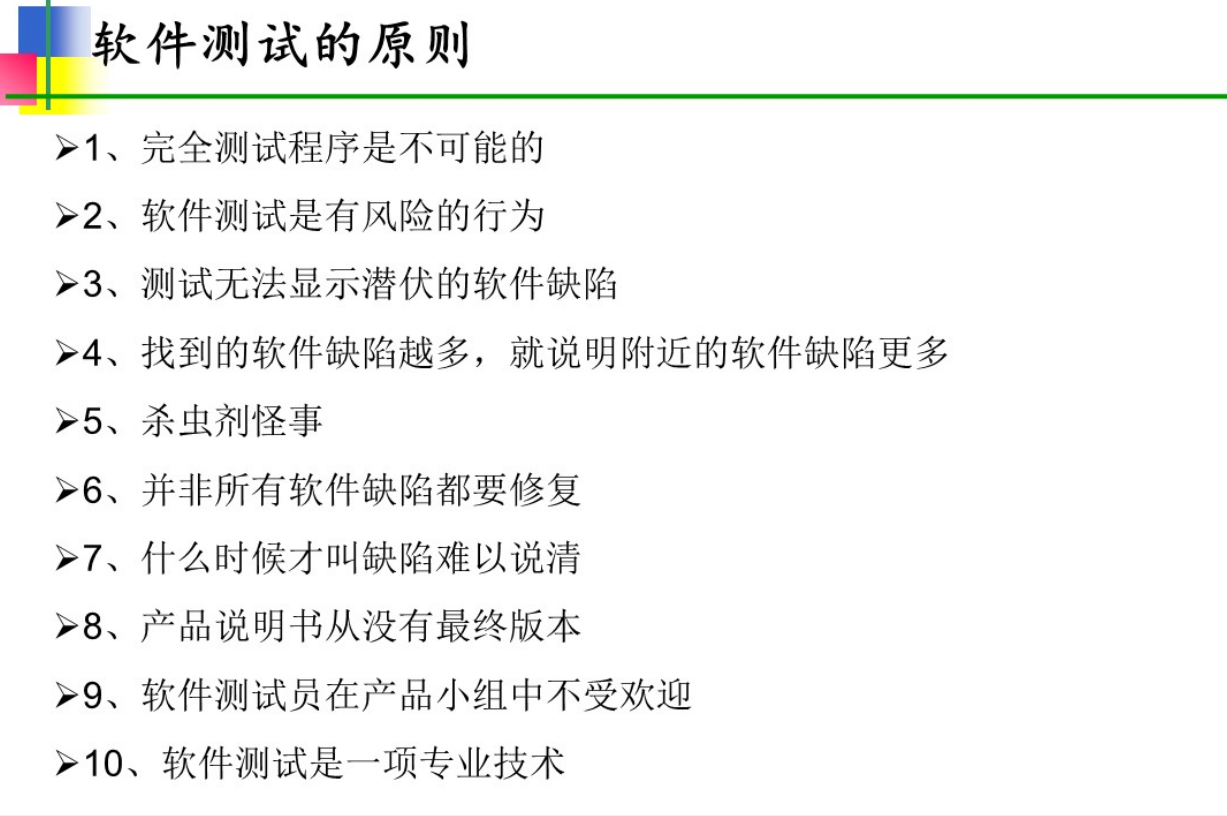 软件测试的原则
➢1、完全测试程序是不可能的
➢2、软件测试是有风险的行为
➢3、测试无法显示潜伏的软件缺陷
➢4、找到的软件缺陷越多，就说明附近的软件缺陷更多
➢5、杀虫剂怪事
➢6、并非所有软件缺陷都要修复
➢7、什么时候才叫缺陷难以说清
➢8、产品说明书从没有最终版本
➢9、软件测试员在产品小组中不受欢迎
➢10、软件测试是一项专业技术